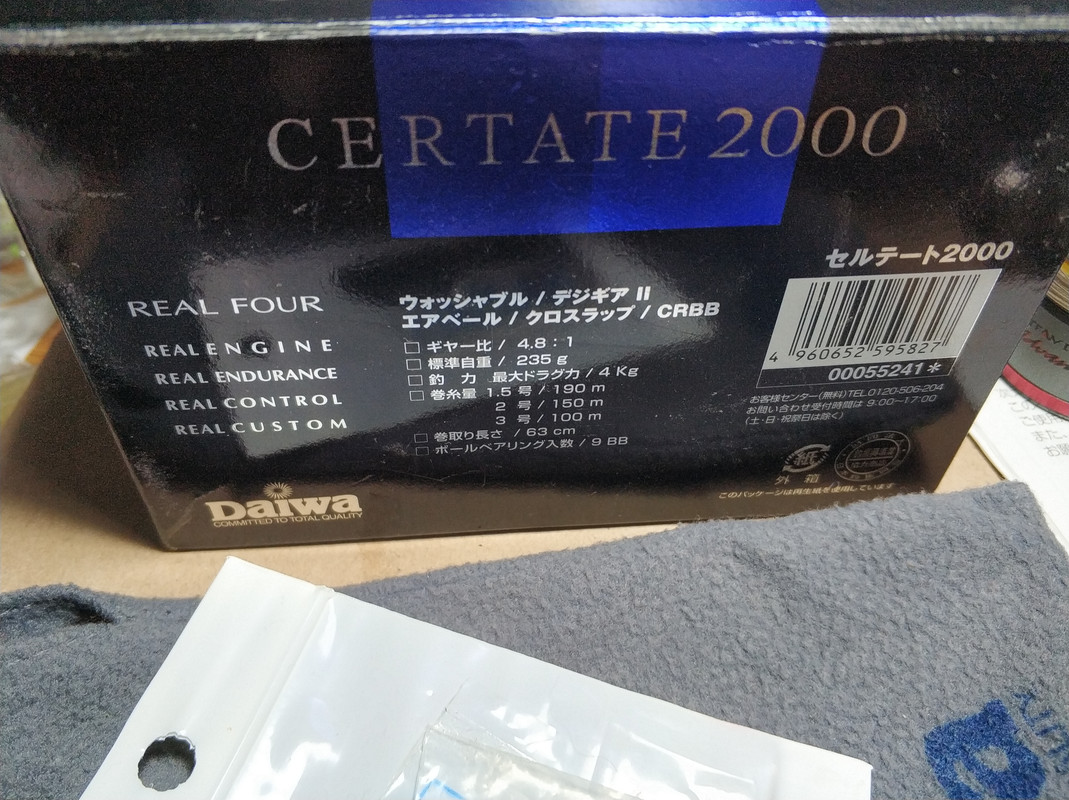 CERTATE 2000
セルテート2000
REAL FOUR
REAL ENGINE
REAL ENDURANCE
REAL CONTROL
REAL CUSTOM
ウォッシャブル / デジギア II
エアベール / クロスラップ / CRBB
□ ギヤー比 / 4.8 : 1
□ 標準自重 / 235 g
□ 釣 力 最大ドラグ力 / 4 Kg
□ 巻糸量 1.5 号 / 190 m
2 号 / 150 m
3 号 / 100 m
□ 巻取り長さ / 63 cm
□ ボールベアリング入数 / 9 BB
4 960652 595827
00055241*
お客様センター(無料)TEL 0120-506-204
お問い合わせ受付時間は 9:00〜17:00
(土・日・祝祭日は除く)
紙
外 箱
このパッケージは再生紙を使用しています
Daiwa
COMMITTED TO TOTAL QUALITY